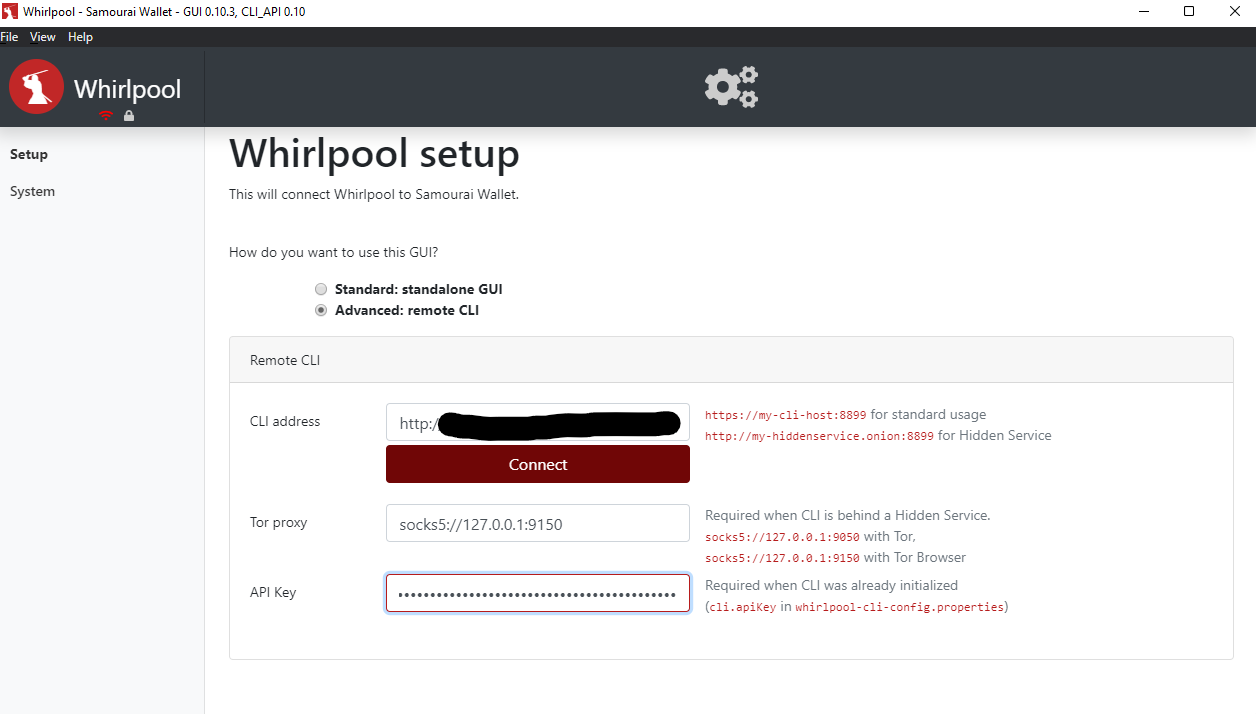 Whirlpool - Samourai Wallet - GUI 0.10.3, CLI_API 0.10
File View Help
Whirlpool
Setup
System
Whirlpool setup
This will connect Whirlpool to Samourai Wallet.
How do you want to use this GUI?
Standard: standalone GUI
Advanced: remote CLI
Remote CLI
CLI address
http:/
https://my-cli-host:8899 for standard usage
http://my-hiddenservice.onion:8899 for Hidden Service
Connect
Tor proxy
socks5://127.0.0.1:9150
Required when CLI is behind a Hidden Service.
socks5://127.0.0.1:9050 with Tor,
socks5://127.0.0.1:9150 with Tor Browser
API Key
Required when CLI was already initialized
(cli.apiKey in whirlpool-cli-config.properties)